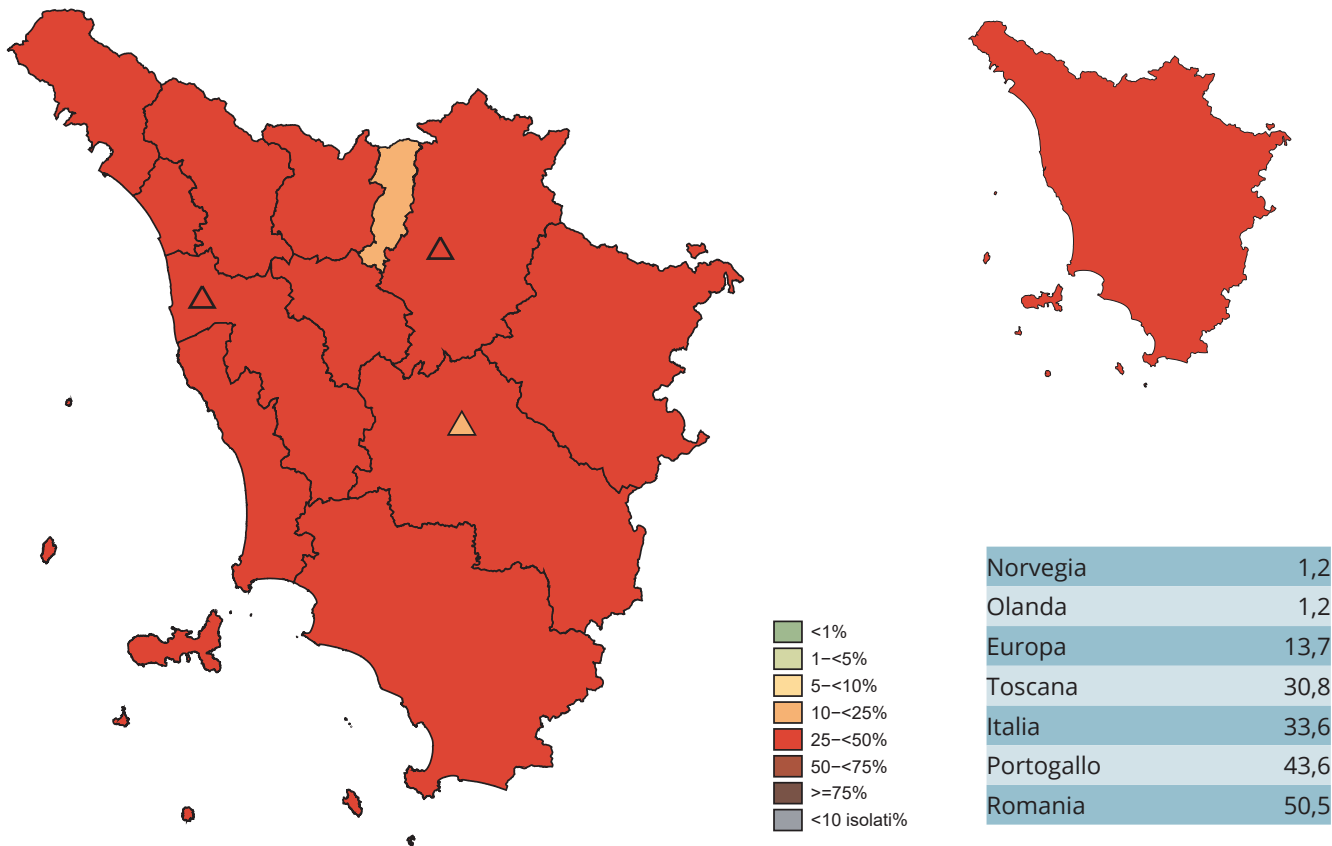 <1%
1−<5%
5−<10%
10−<25%
25−<50%
50−<75%
>=75%
<10 isolati%
Norvegia 1,2
Olanda 1,2
Europa 13,7
Toscana 30,8
Italia 33,6
Portogallo 43,6
Romania 50,5